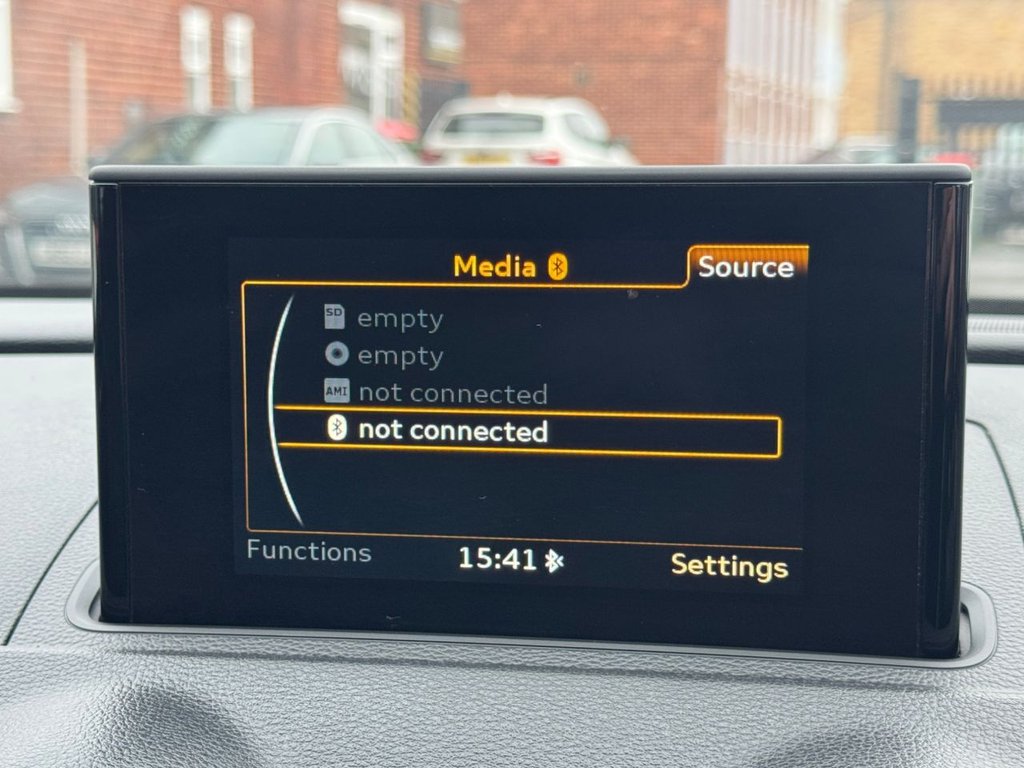 Media
Source
SD empty
empty
AMI not connected
not connected
Functions
15:41
Settings